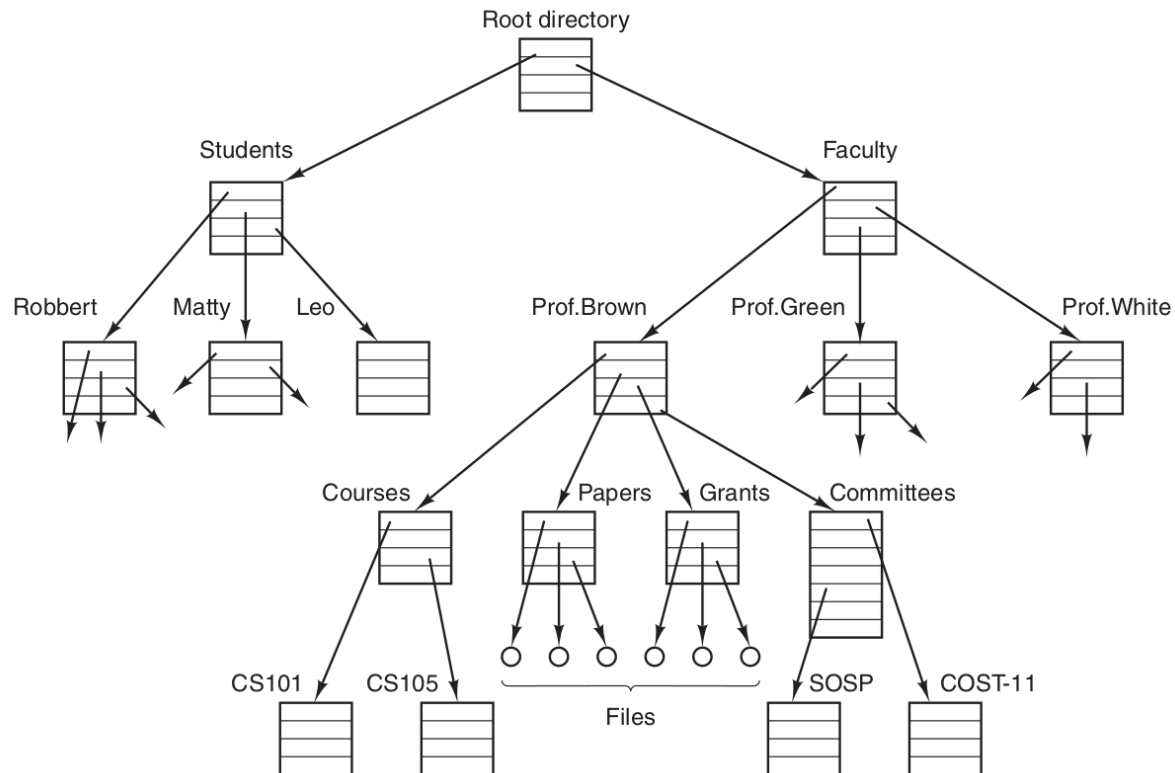 Root directory
Students
Faculty
Robbert
Matty
Leo
Prof.Brown
Prof.Green
Prof.White
Courses
Papers
Grants
Committees
CS101
CS105
SOSP
COST-11
Files